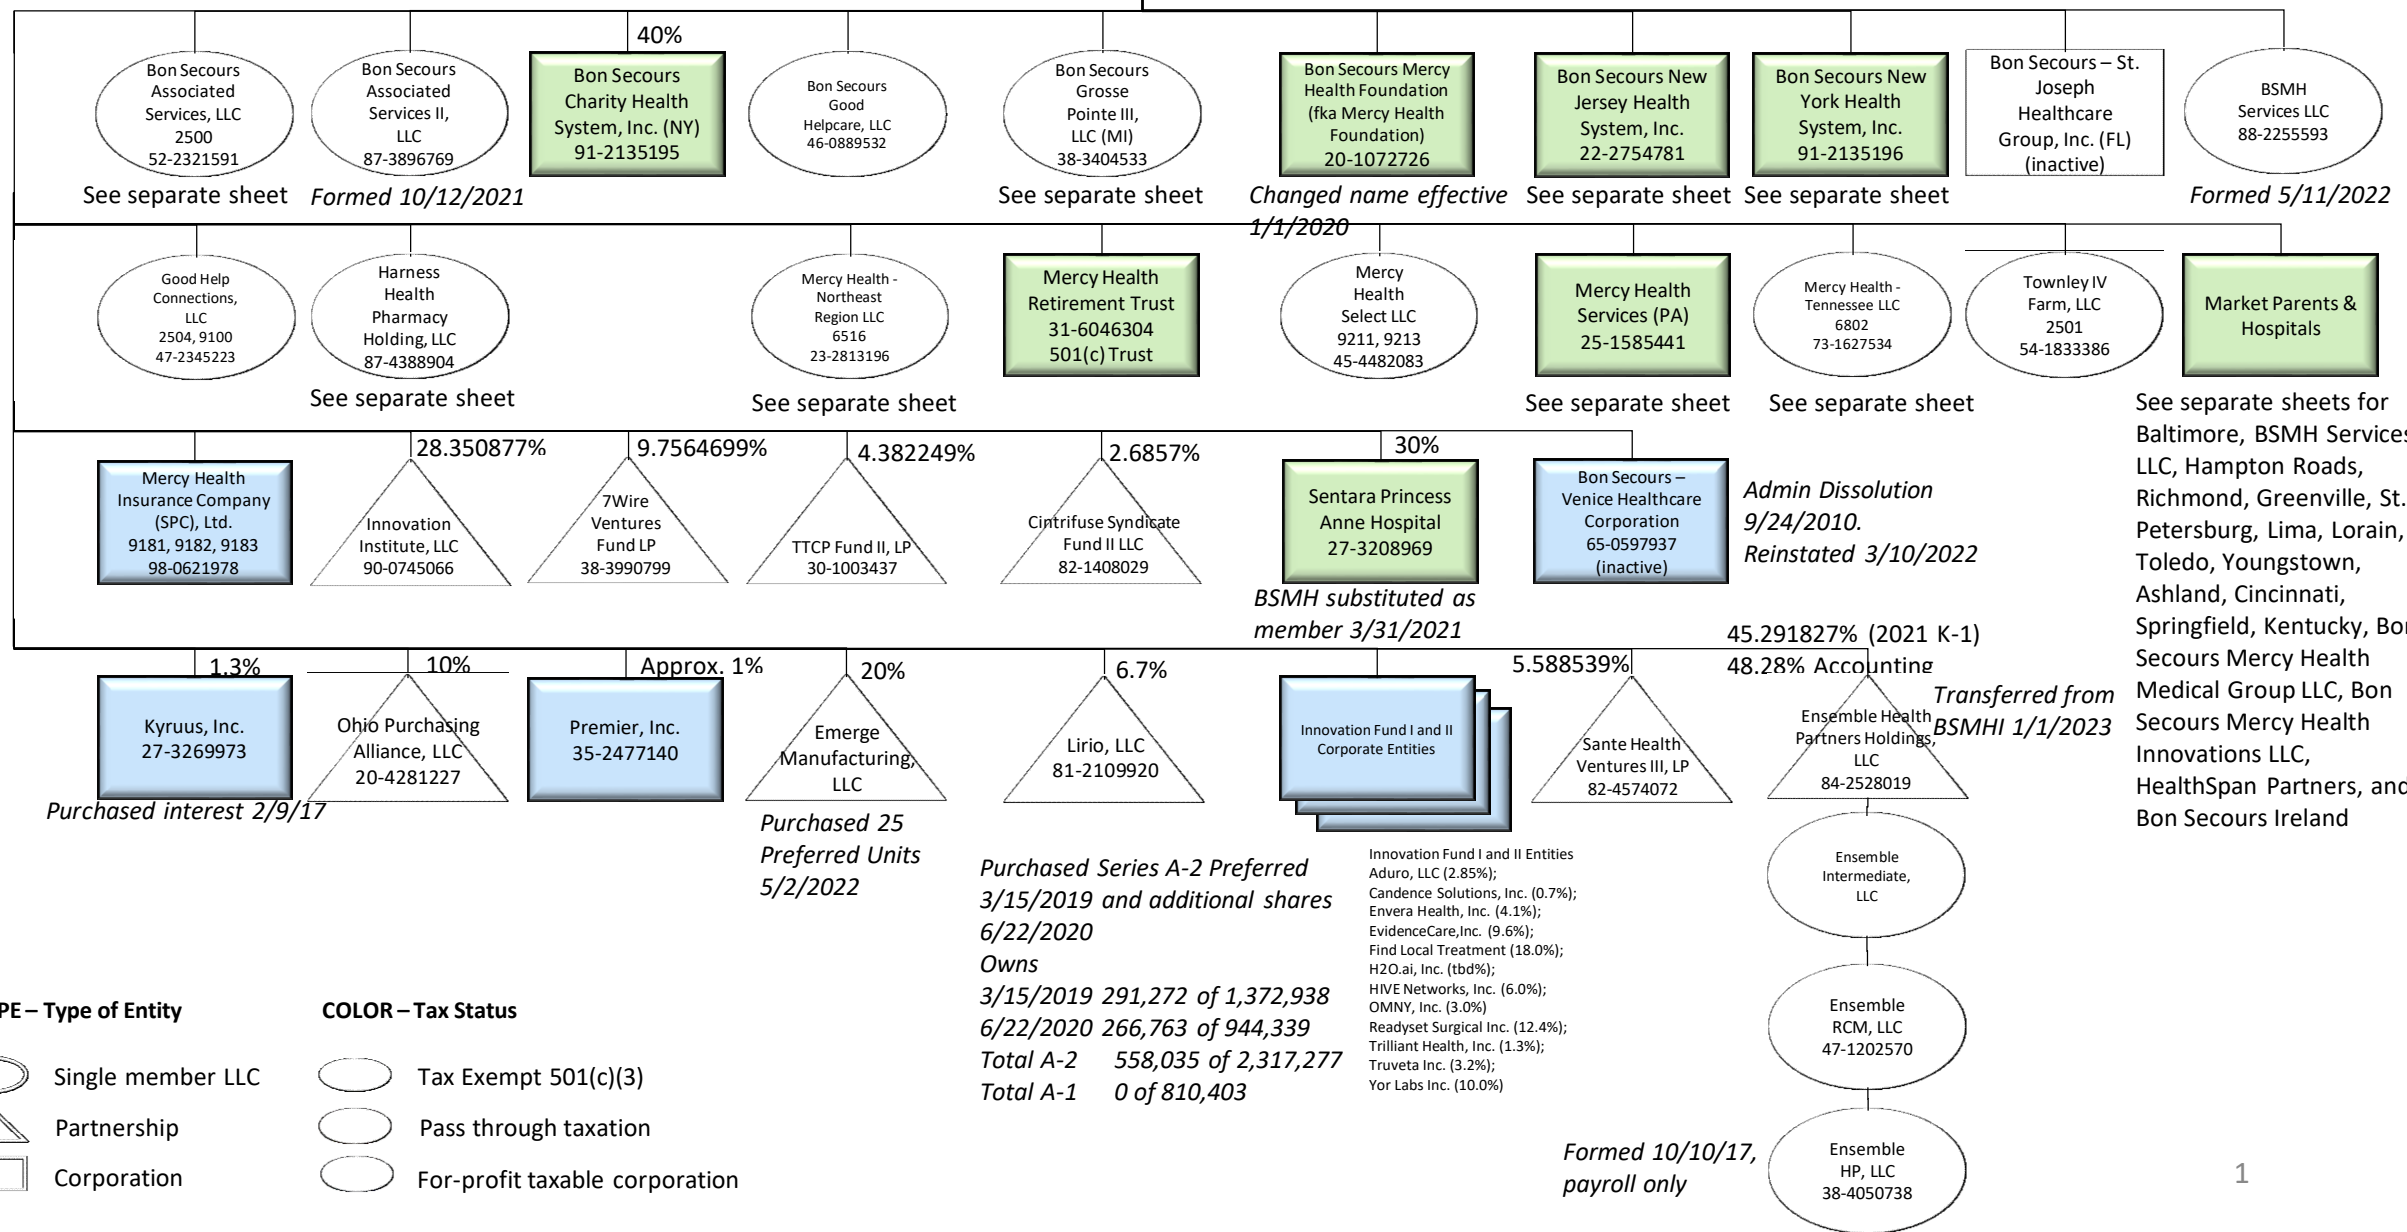 40%
Bon Secours
Associated
Services, LLC
2500
52-2321591
See separate sheet
Bon Secours
Associated
Services II,
LLC
87-3896769
Formed 10/12/2021
Bon Secours
Charity Health
System, Inc. (NY)
91-2135195
Bon Secours
Good
Helpcare, LLC
46-0889532
Bon Secours
Grosse
Pointe III,
LLC (MI)
38-3404533
See separate sheet
Bon Secours Mercy
Health Foundation
(fka Mercy Health
Foundation)
20-1072726
Changed name effective
1/1/2020
Bon Secours New
Jersey Health
System, Inc.
22-2754781
See separate sheet
Bon Secours New
York Health
System, Inc.
91-2135196
See separate sheet
Bon Secours – St.
Joseph
Healthcare
Group, Inc. (FL)
(inactive)
BSMH
Services LLC
88-2255593
Formed 5/11/2022
Good Help
Connections,
LLC
2504, 9100
47-2345223
Harness
Health
Pharmacy
Holding, LLC
87-4388904
See separate sheet
Mercy Health -
Northeast
Region LLC
6516
23-2813196
See separate sheet
Mercy Health
Retirement Trust
31-6046304
501(c) Trust
Mercy
Health
Select LLC
9211, 9213
45-4482083
Mercy Health
Services (PA)
25-1585441
See separate sheet
Mercy Health -
Tennessee LLC
6802
73-1627534
See separate sheet
Townley IV
Farm, LLC
2501
54-1833386
Market Parents &
Hospitals
See separate sheets for
Baltimore, BSMH Services
LLC, Hampton Roads,
Richmond, Greenville, St.
Petersburg, Lima, Lorain,
Toledo, Youngstown,
Ashland, Cincinnati,
Springfield, Kentucky, Bon
Secours Mercy Health
Medical Group LLC, Bon
Secours Mercy Health
Innovations LLC,
HealthSpan Partners, and
Bon Secours Ireland
Mercy Health
Insurance Company
(SPC), Ltd.
9181, 9182, 9183
98-0621978
28.350877%
Innovation
Institute, LLC
90-0745066
9.7564699%
7Wire
Ventures
Fund LP
38-3990799
4.382249%
TTCP Fund II, LP
30-1003437
2.6857%
Cintrifuse Syndicate
Fund II LLC
82-1408029
30%
Sentara Princess
Anne Hospital
27-3208969
BSMH substituted as
member 3/31/2021
Bon Secours –
Venice Healthcare
Corporation
65-0597937
(inactive)
Admin Dissolution
9/24/2010.
Reinstated 3/10/2022
1.3%
Kyruus, Inc.
27-3269973
Purchased interest 2/9/17
10%
Ohio Purchasing
Alliance, LLC
20-4281227
Approx. 1%
Premier, Inc.
35-2477140
20%
Emerge
Manufacturing,
LLC
Purchased 25
Preferred Units
5/2/2022
6.7%
Lirio, LLC
81-2109920
Purchased Series A-2 Preferred
3/15/2019 and additional shares
6/22/2020
Owns
3/15/2019 291,272 of 1,372,938
6/22/2020 266,763 of 944,339
Total A-2 558,035 of 2,317,277
Total A-1 0 of 810,403
Innovation Fund I and II
Corporate Entities
Innovation Fund I and II Entities
Aduro, LLC (2.85%);
Candence Solutions, Inc. (0.7%);
Envera Health, Inc. (4.1%);
EvidenceCare,Inc. (9.6%);
Find Local Treatment (18.0%);
H2O.ai, Inc. (tbd%);
HIVE Networks, Inc. (6.0%);
OMNY, Inc. (3.0%)
Readyset Surgical Inc. (12.4%);
Trilliant Health, Inc. (1.3%);
Truveta Inc. (3.2%);
Yor Labs Inc. (10.0%)
5.588539%
Sante Health
Ventures III, LP
82-4574072
45.291827% (2021 K-1)
48.28% Accounting
Ensemble Health
Partners Holdings,
LLC
84-2528019
Transferred from
BSMHI 1/1/2023
Ensemble
Intermediate,
LLC
Ensemble
RCM, LLC
47-1202570
Formed 10/10/17,
payroll only
Ensemble
HP, LLC
38-4050738
PE – Type of Entity
Single member LLC
Partnership
Corporation
COLOR – Tax Status
Tax Exempt 501(c)(3)
Pass through taxation
For-profit taxable corporation
1